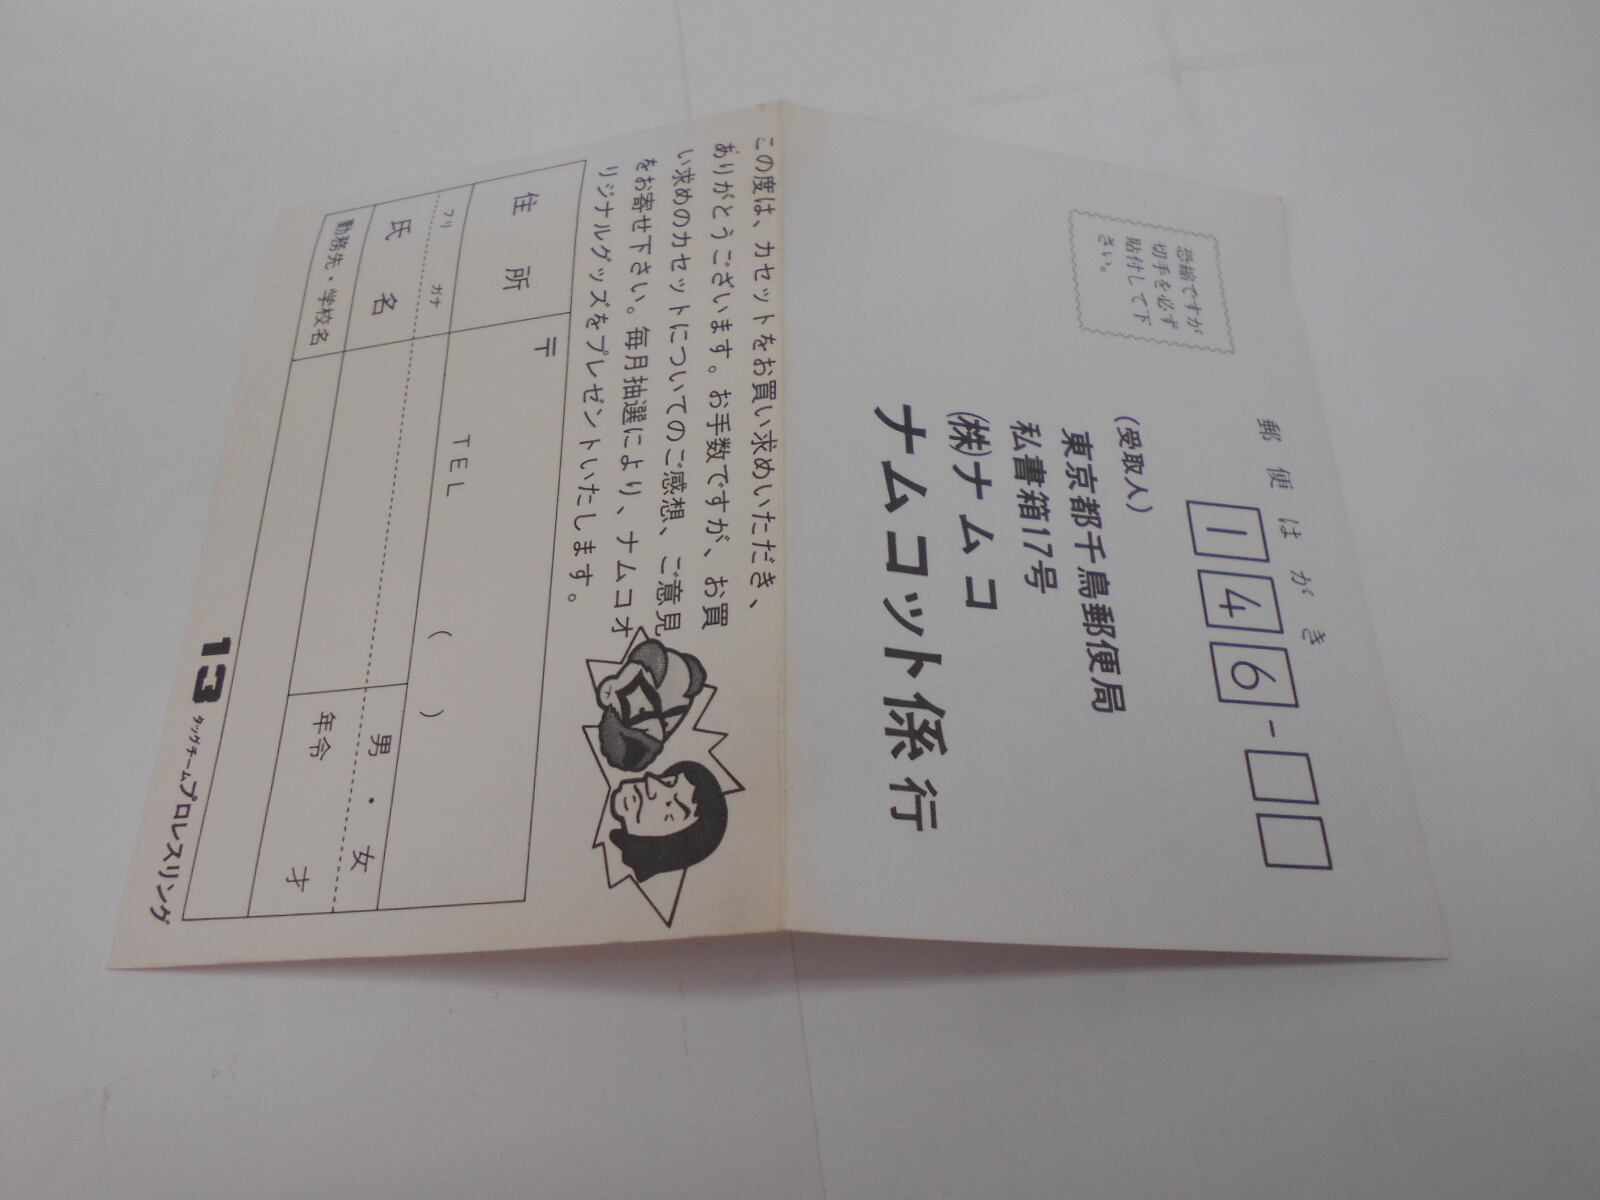 郵便はがき
146-
恐縮ですが
切手を必ず
貼付して下
さい。
(受取人)
東京都千鳥郵便局
私書箱17号
㈱ナムコ
ナムコット係行
この度は、カセットをお買い求めいただき、
ありがとうございます。お手数ですが、お買
い求めのカセットについてのご感想、ご意見
をお寄せ下さい。毎月抽選により、ナムコオ
リジナルグッズをプレゼントいたします。
住所
〒
TEL ( )
フリ ガナ
氏名
男・女
年令 才
勤務先・学校名
13 タッグチームプロレスリング